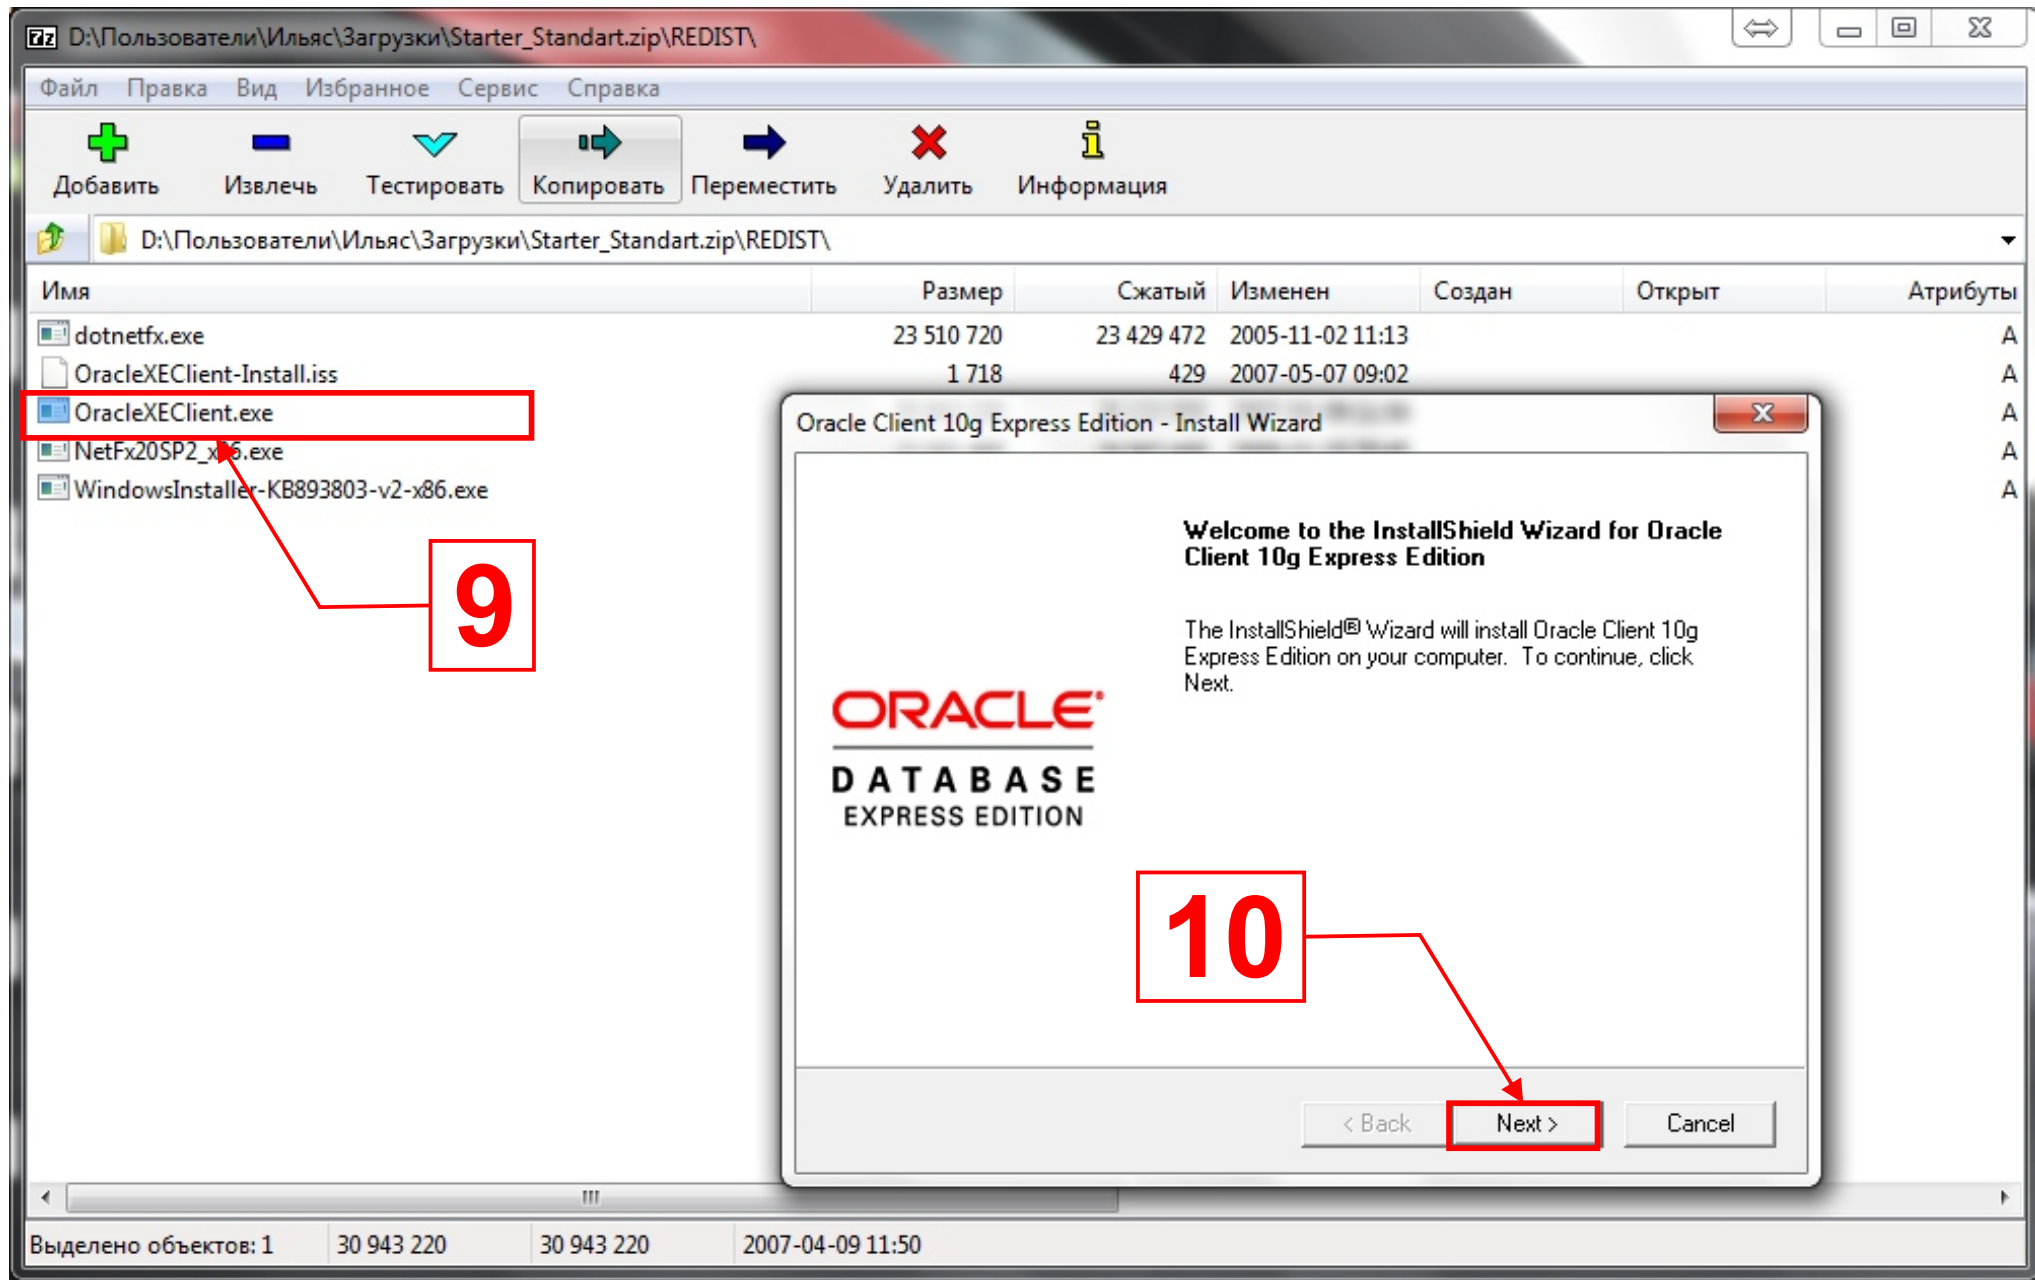 D:\Пользователи\Ильяс\Загрузки\Starter_Standart.zip\REDIST\
Файл Правка Вид Избранное Сервис Справка
Добавить Извлечь Тестировать Копировать Переместить Удалить Информация
D:\Пользователи\Ильяс\Загрузки\Starter_Standart.zip\REDIST\
Имя Размер Сжатый Изменен Создан Открыт Атрибуты
dotnetfx.exe 23 510 720 23 429 472 2005-11-02 11:13 A
OracleXEClient-Install.iss 1 718 429 2007-05-07 09:02 A
OracleXEClient.exe A
NetFx20SP2_x86.exe A
WindowsInstaller-KB893803-v2-x86.exe A
9
Oracle Client 10g Express Edition - Install Wizard
Welcome to the InstallShield Wizard for Oracle
Client 10g Express Edition
The InstallShield® Wizard will install Oracle Client 10g
Express Edition on your computer. To continue, click
Next.
ORACLE
DATABASE
EXPRESS EDITION
10
< Back Next > Cancel
Выделено объектов: 1 30 943 220 30 943 220 2007-04-09 11:50